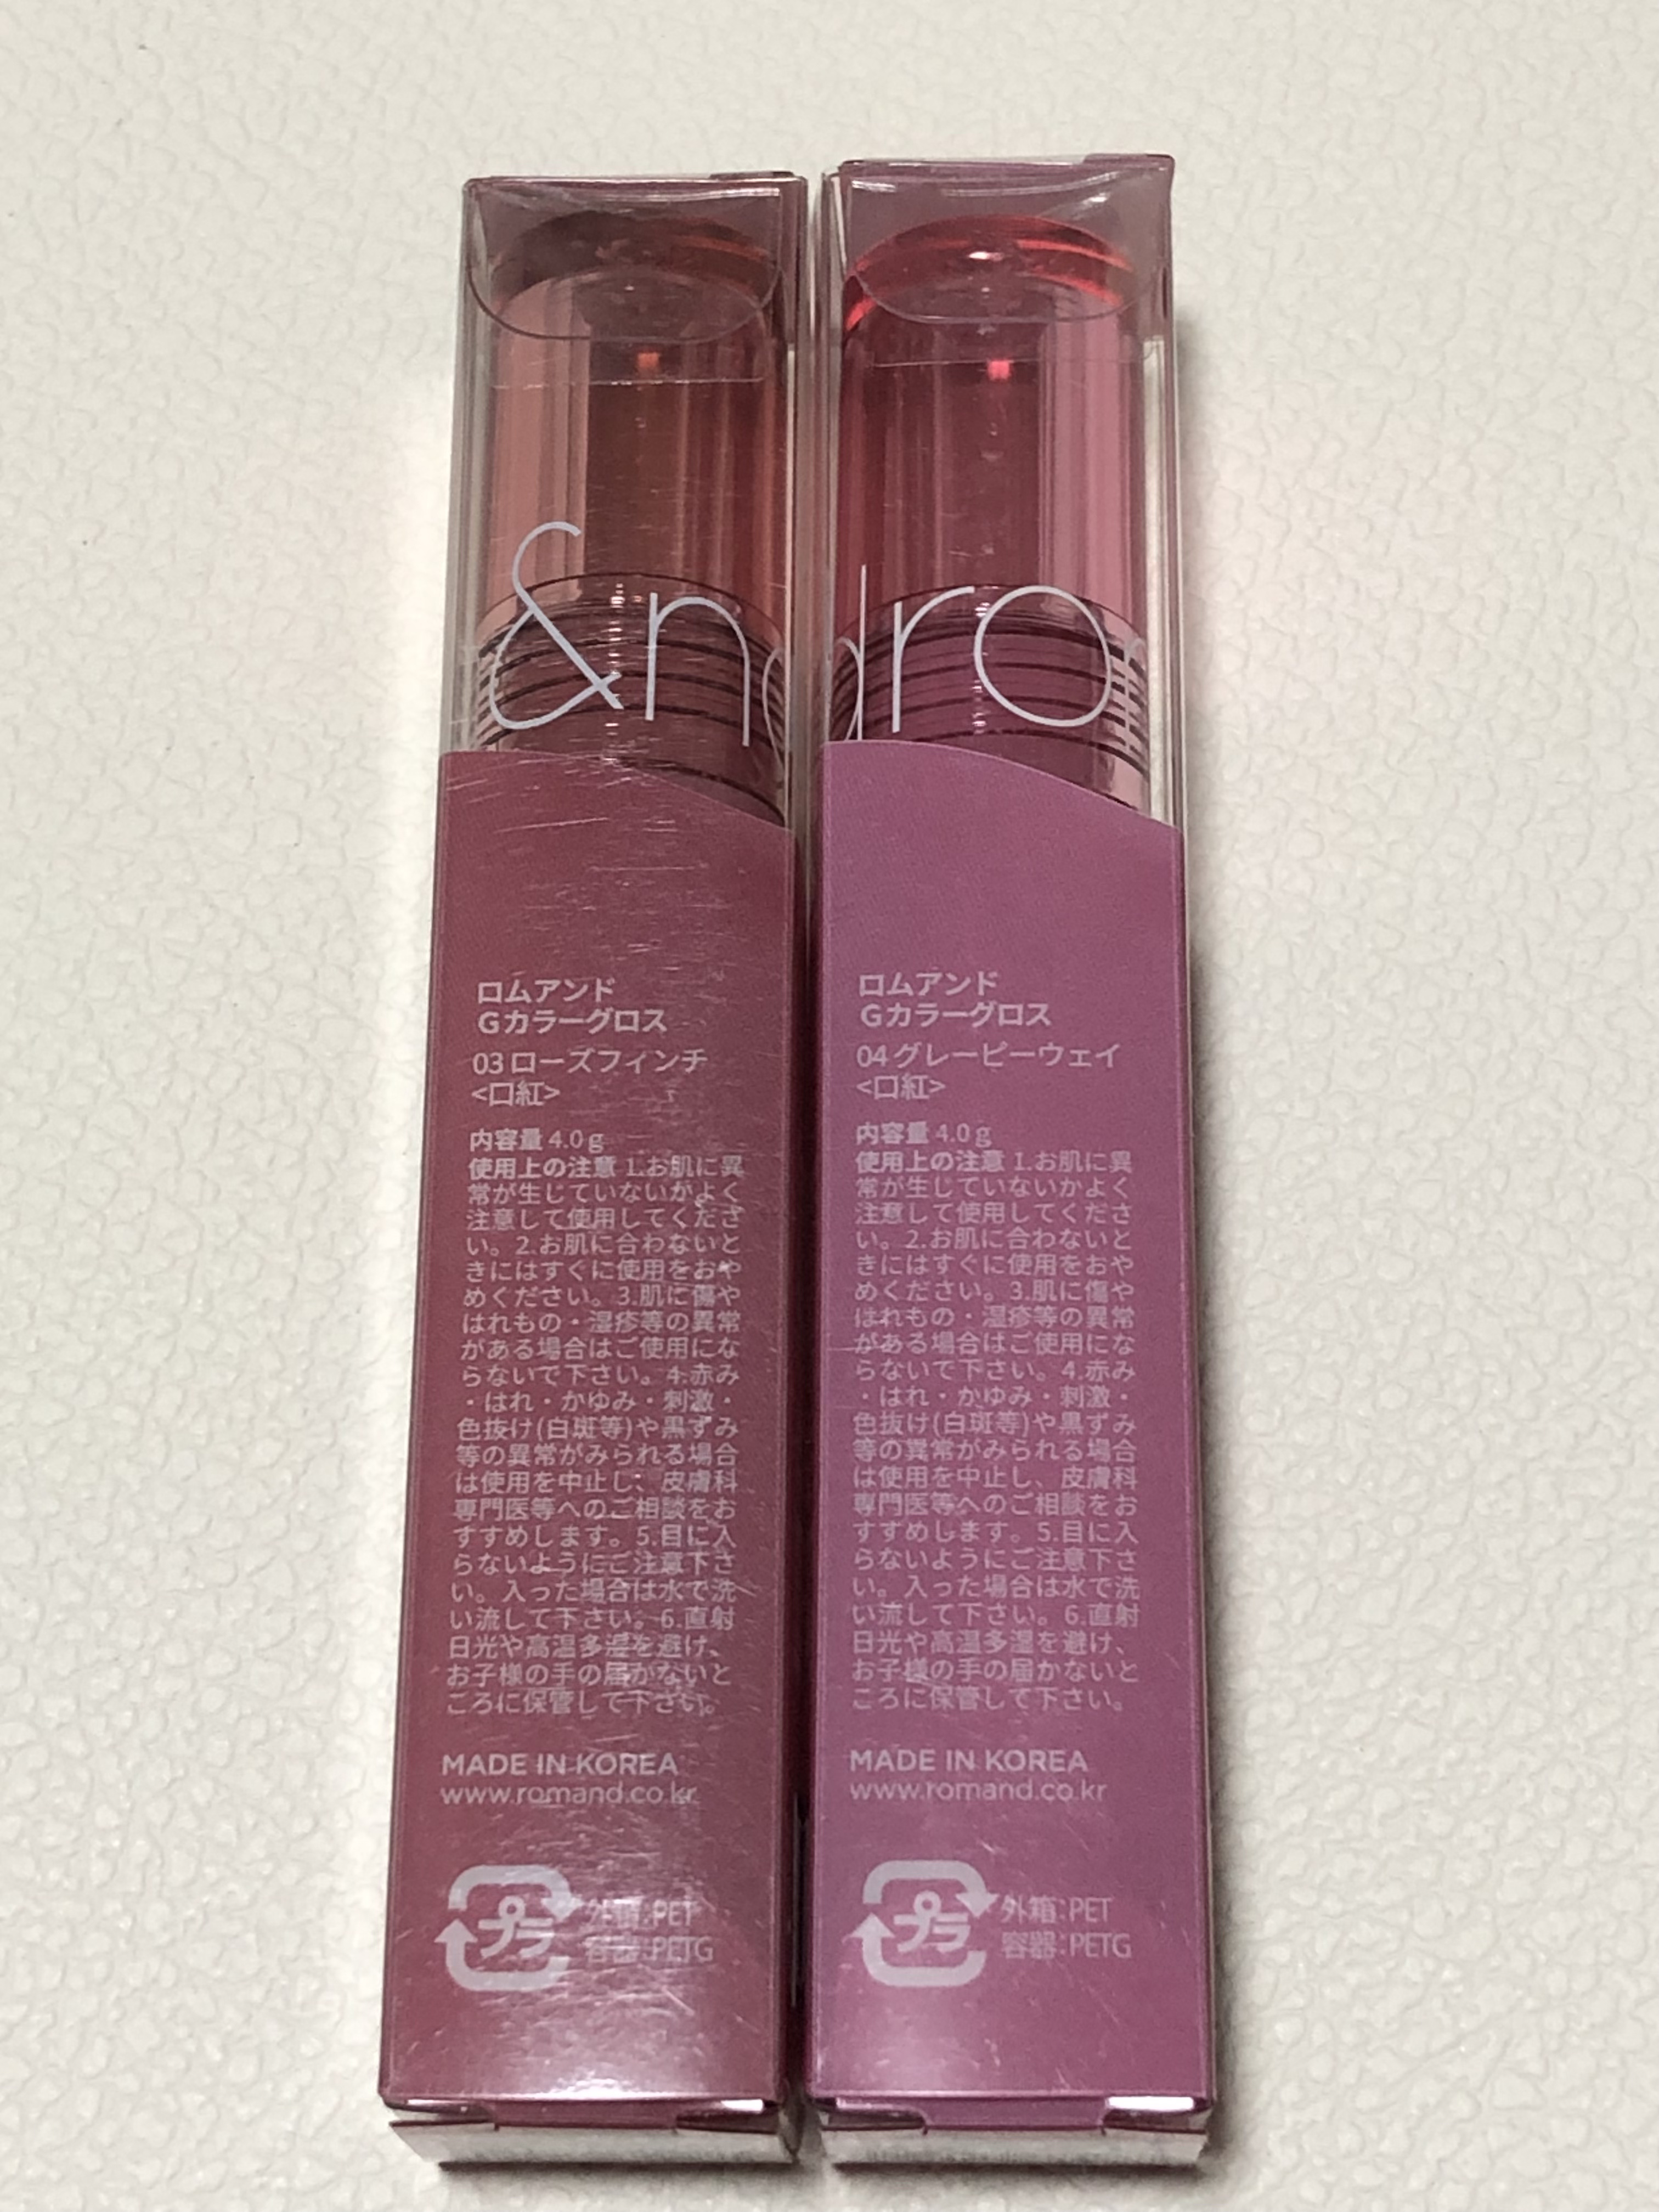 &n
ro
ロムアンド
Gカラーグロス
03 ローズフィンチ
<口紅>
内容量 4.0g
使用上の注意 1.お肌に異
常が生じていないかよく
注意して使用してくださ
い。2.お肌に合わないと
きにはすぐに使用をおや
めください。3.肌に傷や
はれもの・湿疹等の異常
がある場合はご使用にな
らないで下さい。4.赤み
・はれ・かゆみ・刺激・
色抜け(白斑等)や黒ずみ
等の異常がみられる場合
は使用を中止し、皮膚科
専門医等へのご相談をお
すすめします。5.目に入
らないようにご注意下さ
い。入った場合は水で洗
い流して下さい。6.直射
日光や高温多湿を避け、
お子様の手の届かないと
ころに保管して下さい。
MADE IN KOREA
www.romand.co.kr
プラ
外箱:PET
容器:PETG
ロムアンド
Gカラーグロス
04 グレーピーウェイ
<口紅>
内容量 4.0g
使用上の注意 1.お肌に異
常が生じていないかよく
注意して使用してくださ
い。2.お肌に合わないと
きにはすぐに使用をおや
めください。3.肌に傷や
はれもの・湿疹等の異常
がある場合はご使用にな
らないで下さい。4.赤み
・はれ・かゆみ・刺激・
色抜け(白斑等)や黒ずみ
等の異常がみられる場合
は使用を中止し、皮膚科
専門医等へのご相談をお
すすめします。5.目に入
らないようにご注意下さ
い。入った場合は水で洗
い流して下さい。6.直射
日光や高温多湿を避け、
お子様の手の届かないと
ころに保管して下さい。
MADE IN KOREA
www.romand.co.kr
プラ
外箱:PET
容器:PETG